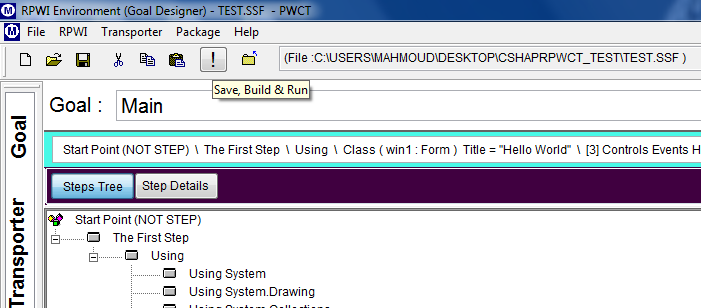 RPWI Environment (Goal Designer) - TEST.SSF - PWCT
File RPWI Transporter Package Help
(File :C:\USERS\MAHMOUD\DESKTOP\CSHAPRPWCT_TEST\TEST.SSF )
Save, Build & Run
Goal : Main
Start Point (NOT STEP) \ The First Step \ Using \ Class ( win1 : Form ) Title = "Hello World" \ [3] Controls Events H
Steps Tree Step Details
Start Point (NOT STEP)
The First Step
Using
Using System
Using System.Drawing
Using System.Collections
Goal
Transporter